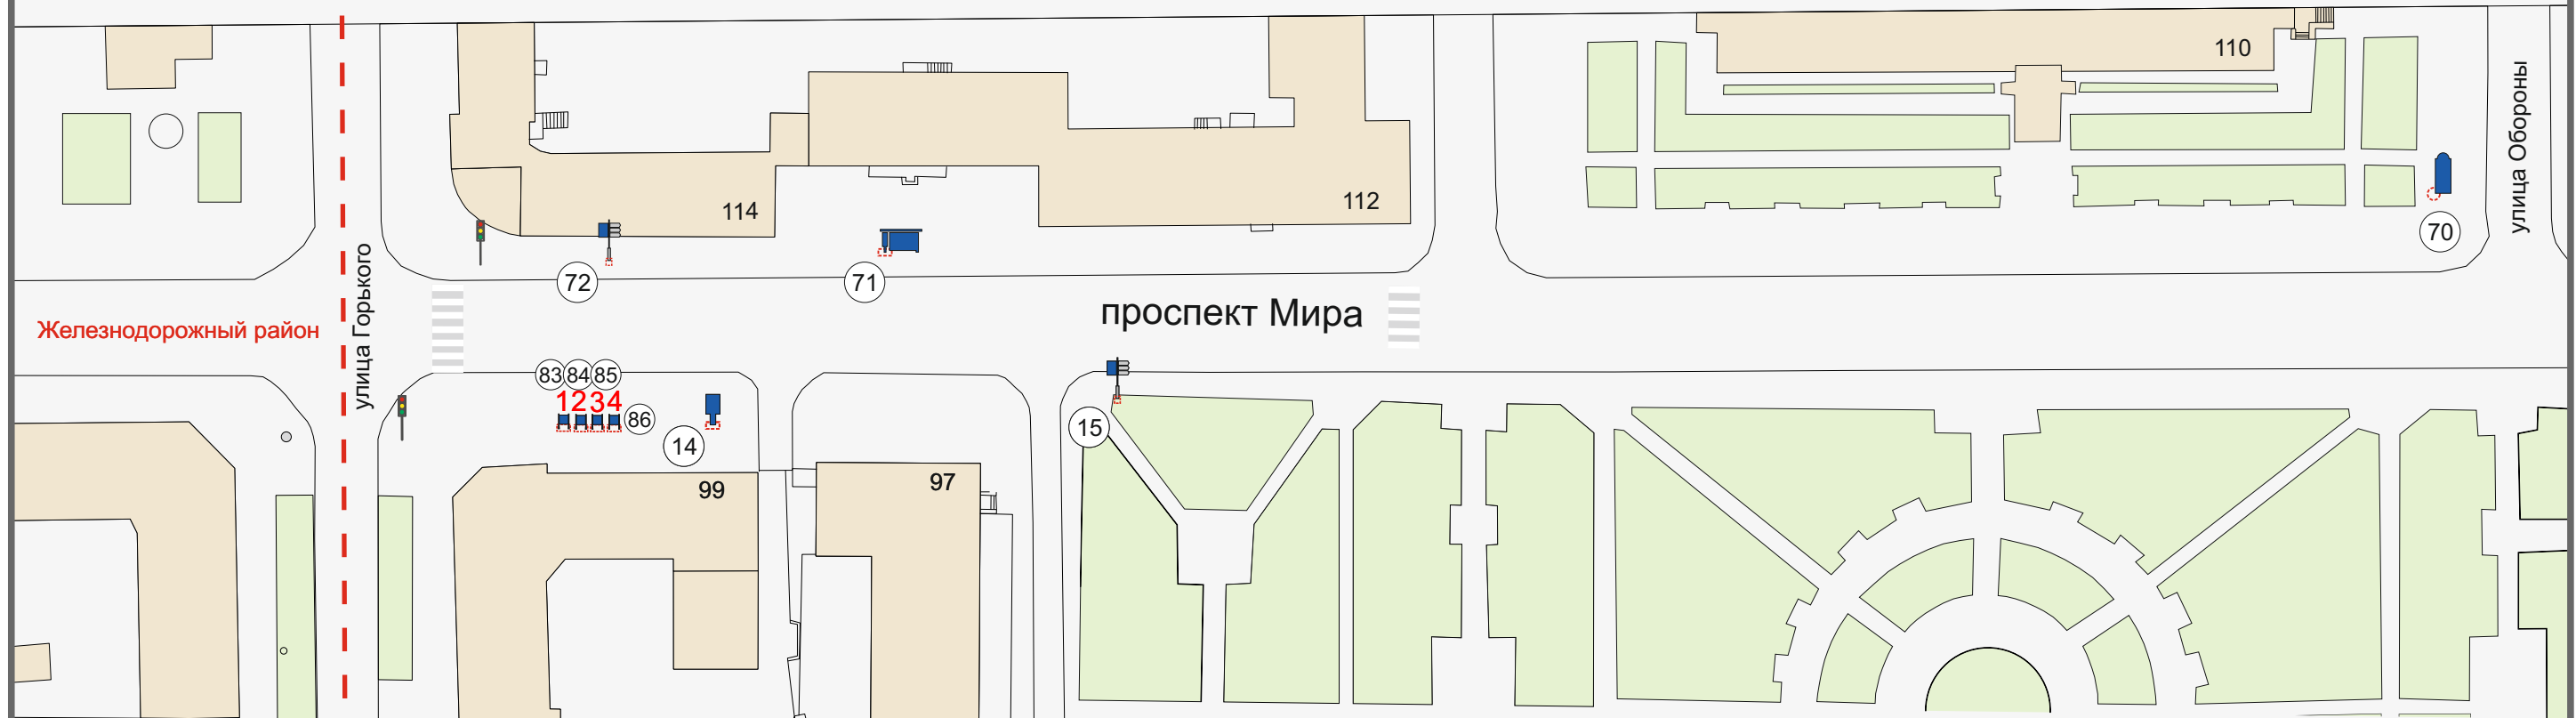 110
улица Обороны
114
112
70
72
71
проспект Мира
Железнодорожный район
улица Горького
83 84 85
1234
86
14
15
99
97